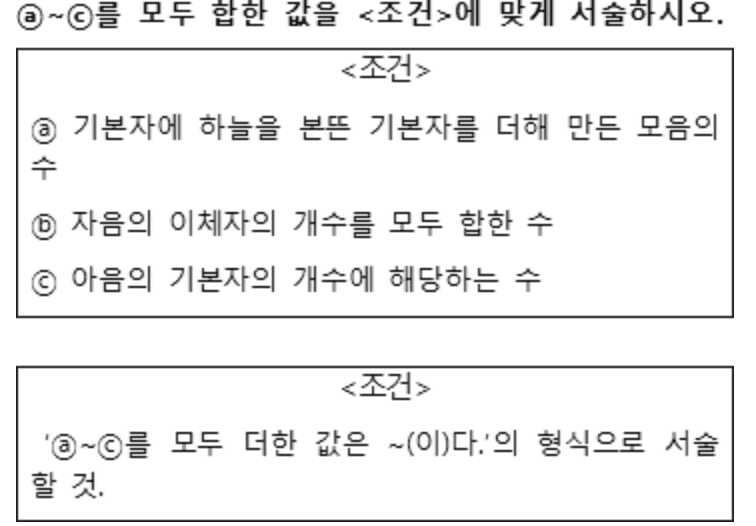 ⓐ~ⓒ를 모두 합한 값을 <조건>에 맞게 서술하시오.
<조건>
ⓐ 기본자에 하늘을 본뜬 기본자를 더해 만든 모음의
수
ⓑ 자음의 이체자의 개수를 모두 합한 수
ⓒ 아음의 기본자의 개수에 해당하는 수
<조건>
'ⓐ~ⓒ를 모두 더한 값은 ~(이)다.'의 형식으로 서술
할 것.